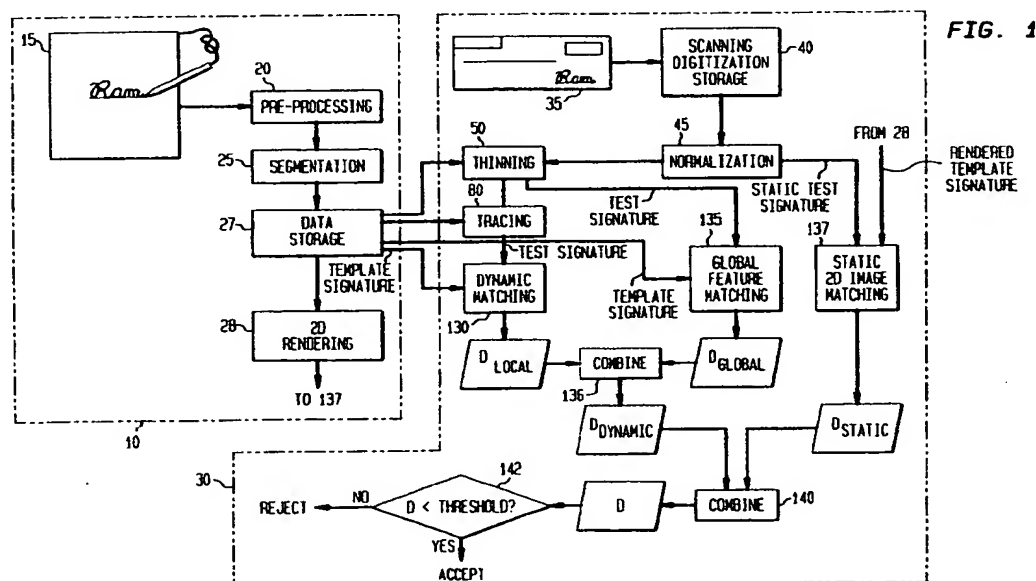 FIG. 1
15
Ram
20
PRE-PROCESSING
25
SEGMENTATION
27
DATA
STORAGE
TEMPLATE
SIGNATURE
28
2D
RENDERING
TO 137
10
35
Ram
SCANNING
DIGITIZATION
STORAGE
40
45
NORMALIZATION
50
THINNING
80
TRACING
TEST SIGNATURE
DYNAMIC
MATCHING
130
TEST
SIGNATURE
STATIC TEST
SIGNATURE
FROM 28
RENDERED
TEMPLATE
SIGNATURE
135
GLOBAL
FEATURE
MATCHING
TEMPLATE
SIGNATURE
137
STATIC
2D IMAGE
MATCHING
D LOCAL
COMBINE
136
D GLOBAL
D DYNAMIC
D STATIC
30
142
REJECT
NO
D < THRESHOLD?
D
COMBINE
140
YES
ACCEPT